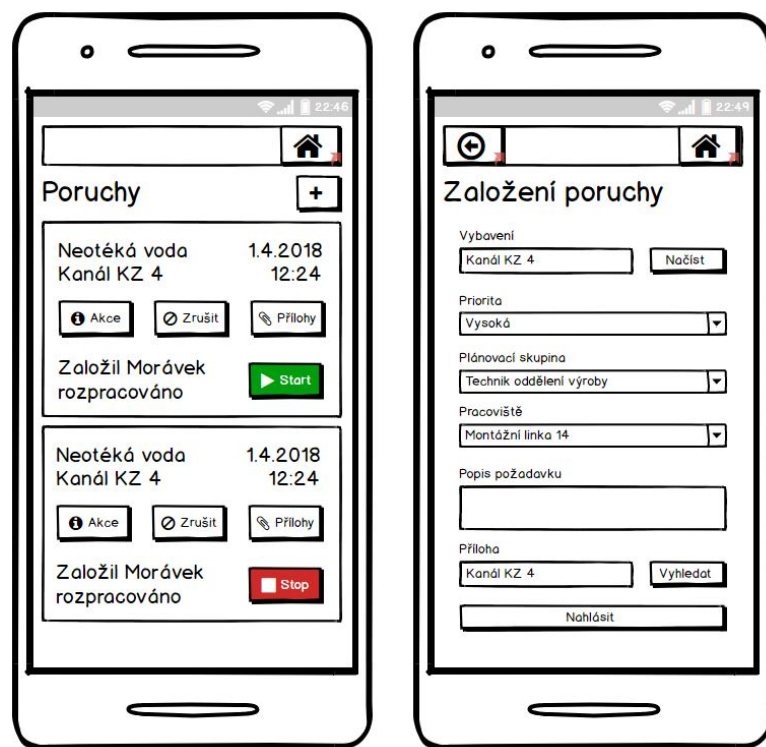 22:46
Poruchy
+
Neotéká voda 1.4.2018
Kanál KZ 4 12:24
Akce Zrušit Přílohy
Založil Morávek
rozpracováno Start
Neotéká voda 1.4.2018
Kanál KZ 4 12:24
Akce Zrušit Přílohy
Založil Morávek
rozpracováno Stop
22:49
Založení poruchy
Vybavení
Kanál KZ 4 Načíst
Priorita
Vysoká
Plánovací skupina
Technik oddělení výroby
Pracoviště
Montážní linka 14
Popis požadavku
Příloha
Kanál KZ 4 Vyhledat
Nahlásit